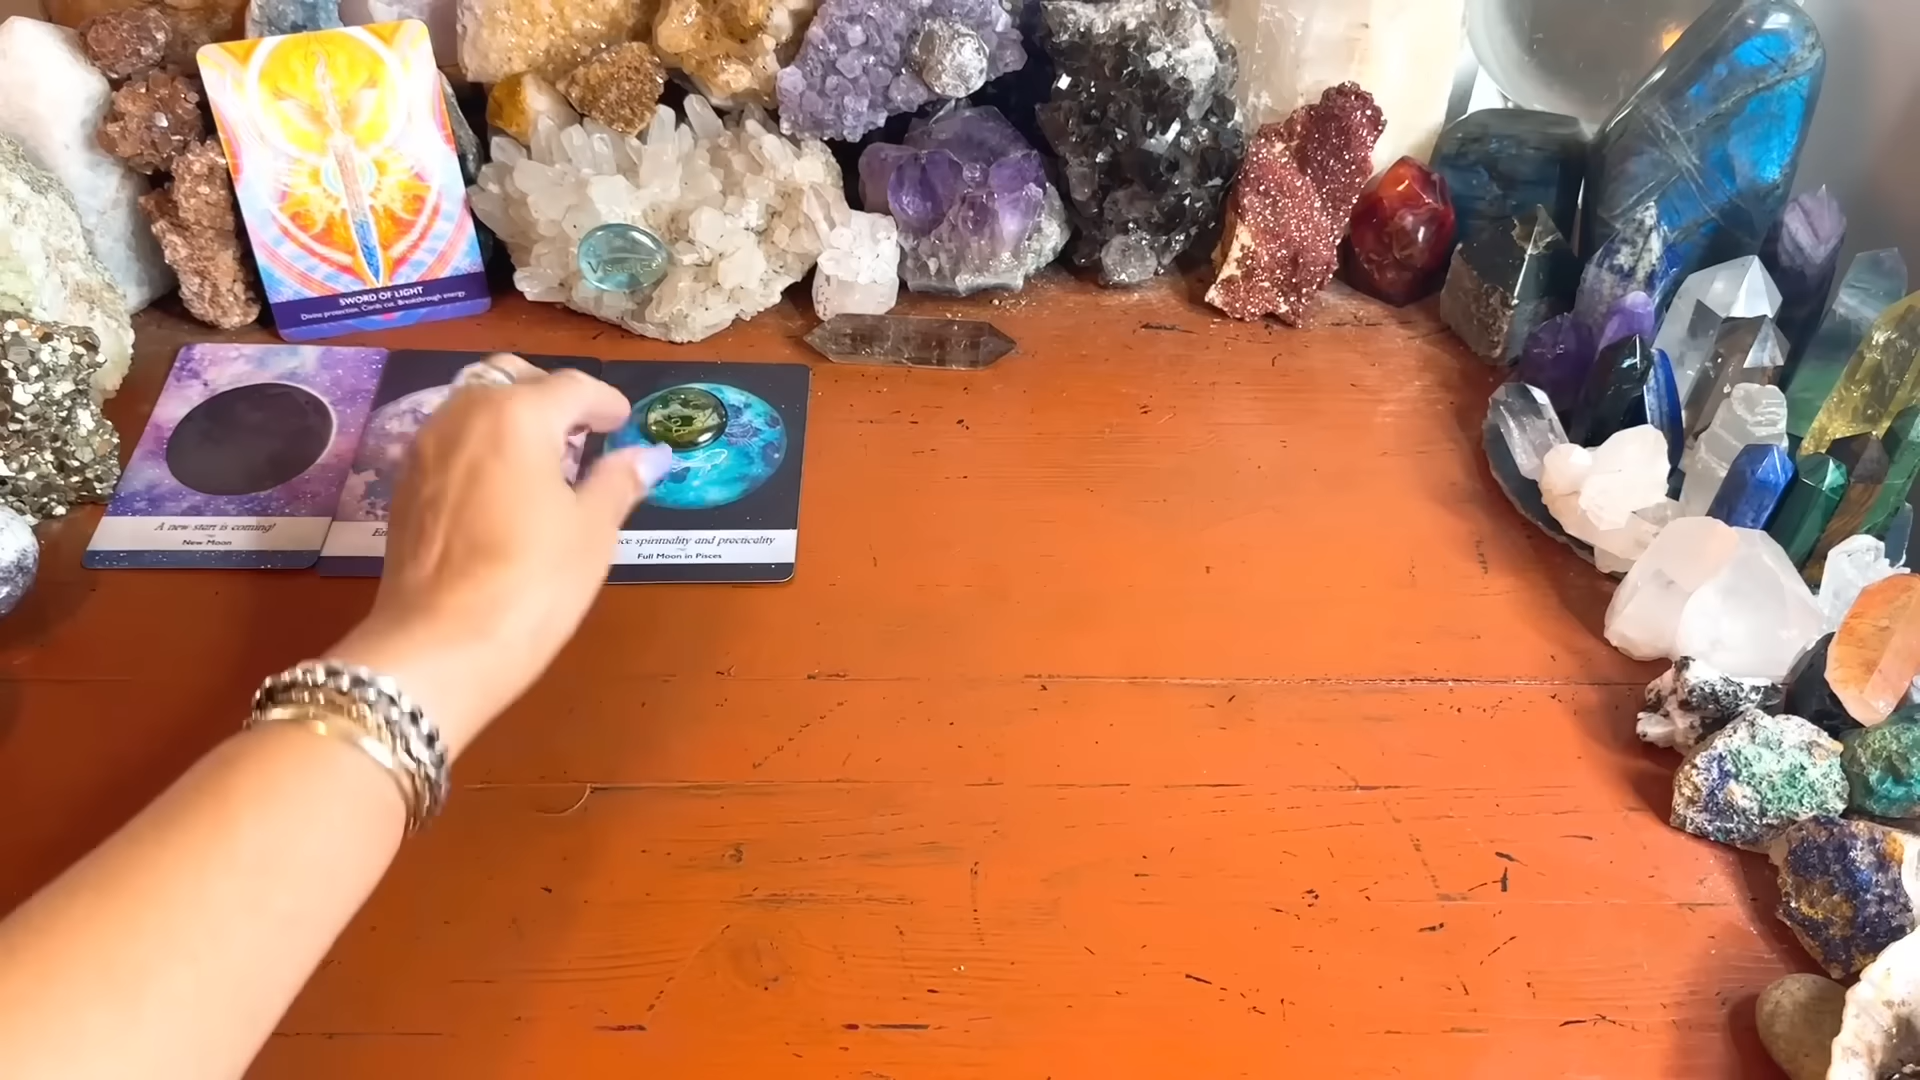 SWORD OF LIGHT
Divine protection. Cords cut. Breakthrough energy.
A new start is coming!
New Moon
spirituality and practicality
Full Moon in Pisces